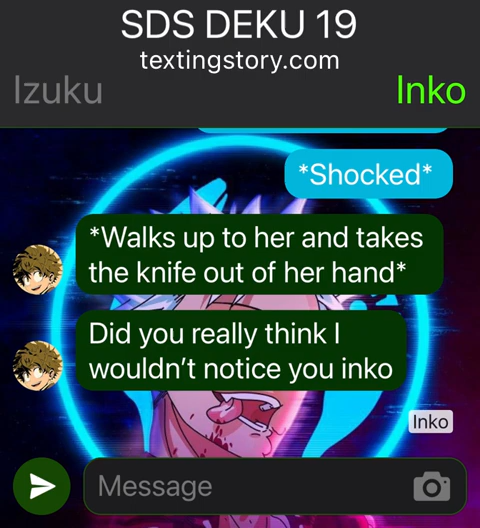 SDS DEKU 19
textingstory.com
Izuku
Inko
*Shocked*
*Walks up to her and takes
the knife out of her hand*
Did you really think I
wouldn't notice you inko
Inko
Message